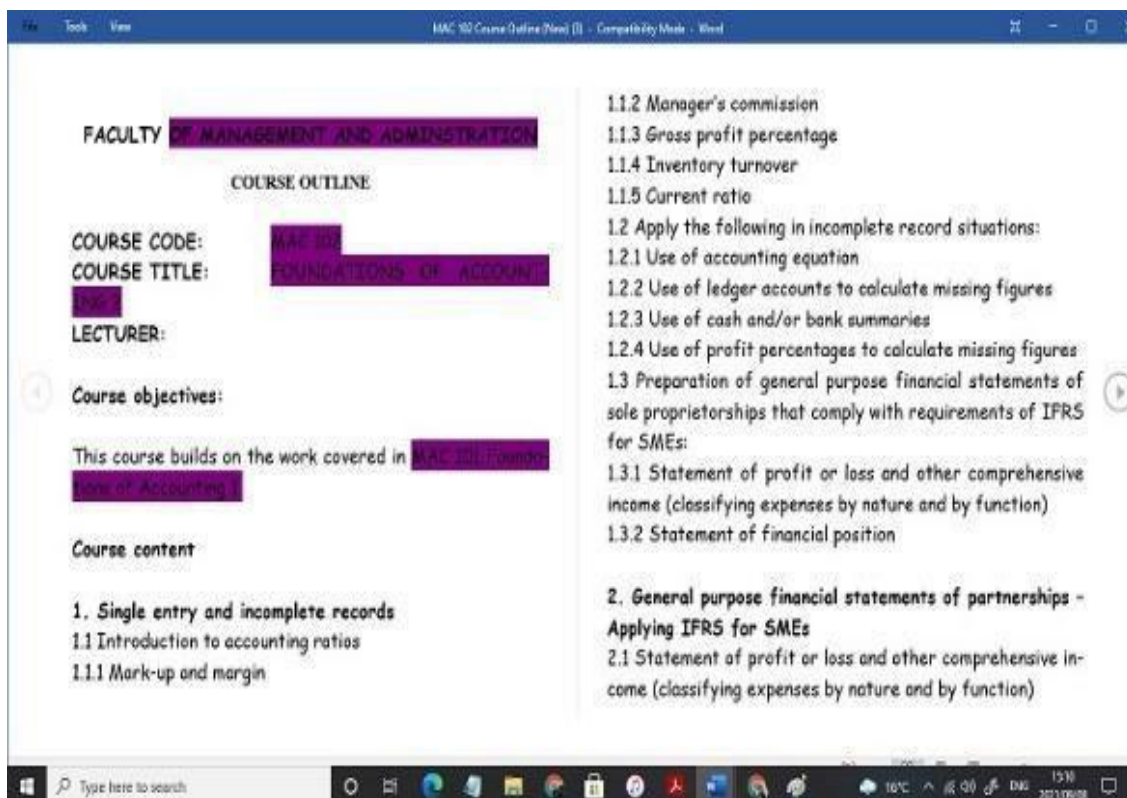 File Tools View
MAC 102 Course Outline (New) (3) - Compatibility Mode - Word
FACULTY OF MANAGEMENT AND ADMINSTRATION
COURSE OUTLINE
COURSE CODE: MAC 102
COURSE TITLE: FOUNDATIONS OF ACCOUNT-
ING 2
LECTURER:
Course objectives:
This course builds on the work covered in MAC 101: Founda-
tions of Accounting 1
Course content
1. Single entry and incomplete records
1.1 Introduction to accounting ratios
1.1.1 Mark-up and margin
1.1.2 Manager's commission
1.1.3 Gross profit percentage
1.1.4 Inventory turnover
1.1.5 Current ratio
1.2 Apply the following in incomplete record situations:
1.2.1 Use of accounting equation
1.2.2 Use of ledger accounts to calculate missing figures
1.2.3 Use of cash and/or bank summaries
1.2.4 Use of profit percentages to calculate missing figures
1.3 Preparation of general purpose financial statements of
sole proprietorships that comply with requirements of IFRS
for SMEs:
1.3.1 Statement of profit or loss and other comprehensive
income (classifying expenses by nature and by function)
1.3.2 Statement of financial position
2. General purpose financial statements of partnerships -
Applying IFRS for SMEs
2.1 Statement of profit or loss and other comprehensive in-
come (classifying expenses by nature and by function)
Type here to search
16°C
ENG
15:10